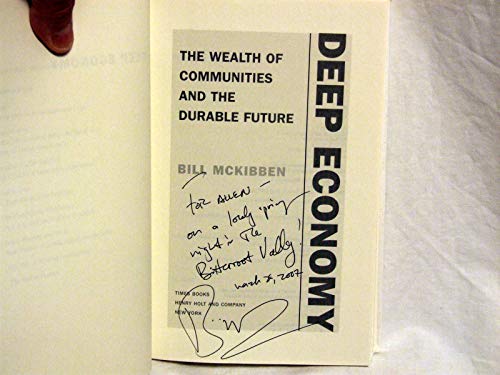 THE WEALTH OF
COMMUNITIES
AND THE
DURABLE FUTURE
DEEP ECONOMY
BILL MCKIBBEN
For ALLEN —
on a lovely spring
night in the
Bitterroot Valley!
March, 2007
TIMES BOOKS
HENRY HOLT AND COMPANY
NEW YORK